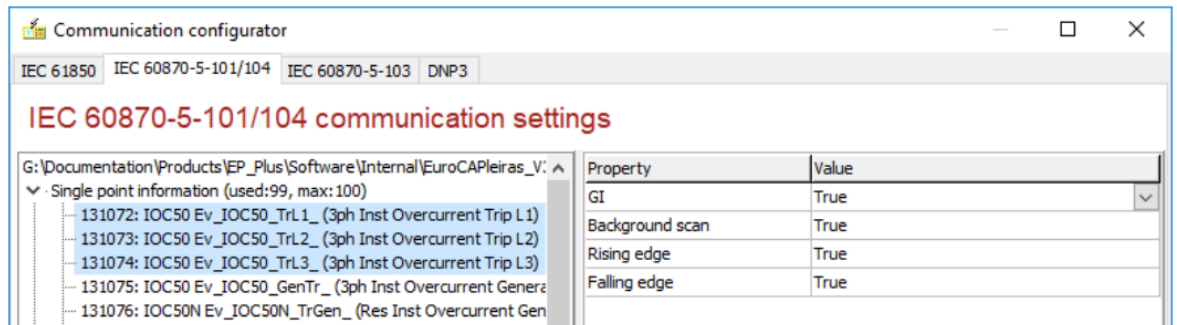 Communication configurator
IEC 61850 IEC 60870-5-101/104 IEC 60870-5-103 DNP3
IEC 60870-5-101/104 communication settings
G:\Documentation\Products\EP_Plus\Software\Internal\EuroCAPleiras_V
Single point information (used:99, max:100)
131072: IOC50 Ev_IOC50_TrL1_ (3ph Inst Overcurrent Trip L1)
131073: IOC50 Ev_IOC50_TrL2_ (3ph Inst Overcurrent Trip L2)
131074: IOC50 Ev_IOC50_TrL3_ (3ph Inst Overcurrent Trip L3)
131075: IOC50 Ev_IOC50_GenTr_ (3ph Inst Overcurrent Genera
131076: IOC50N Ev_IOC50N_TrGen_ (Res Inst Overcurrent Gen
Property Value
GI True
Background scan True
Rising edge True
Falling edge True